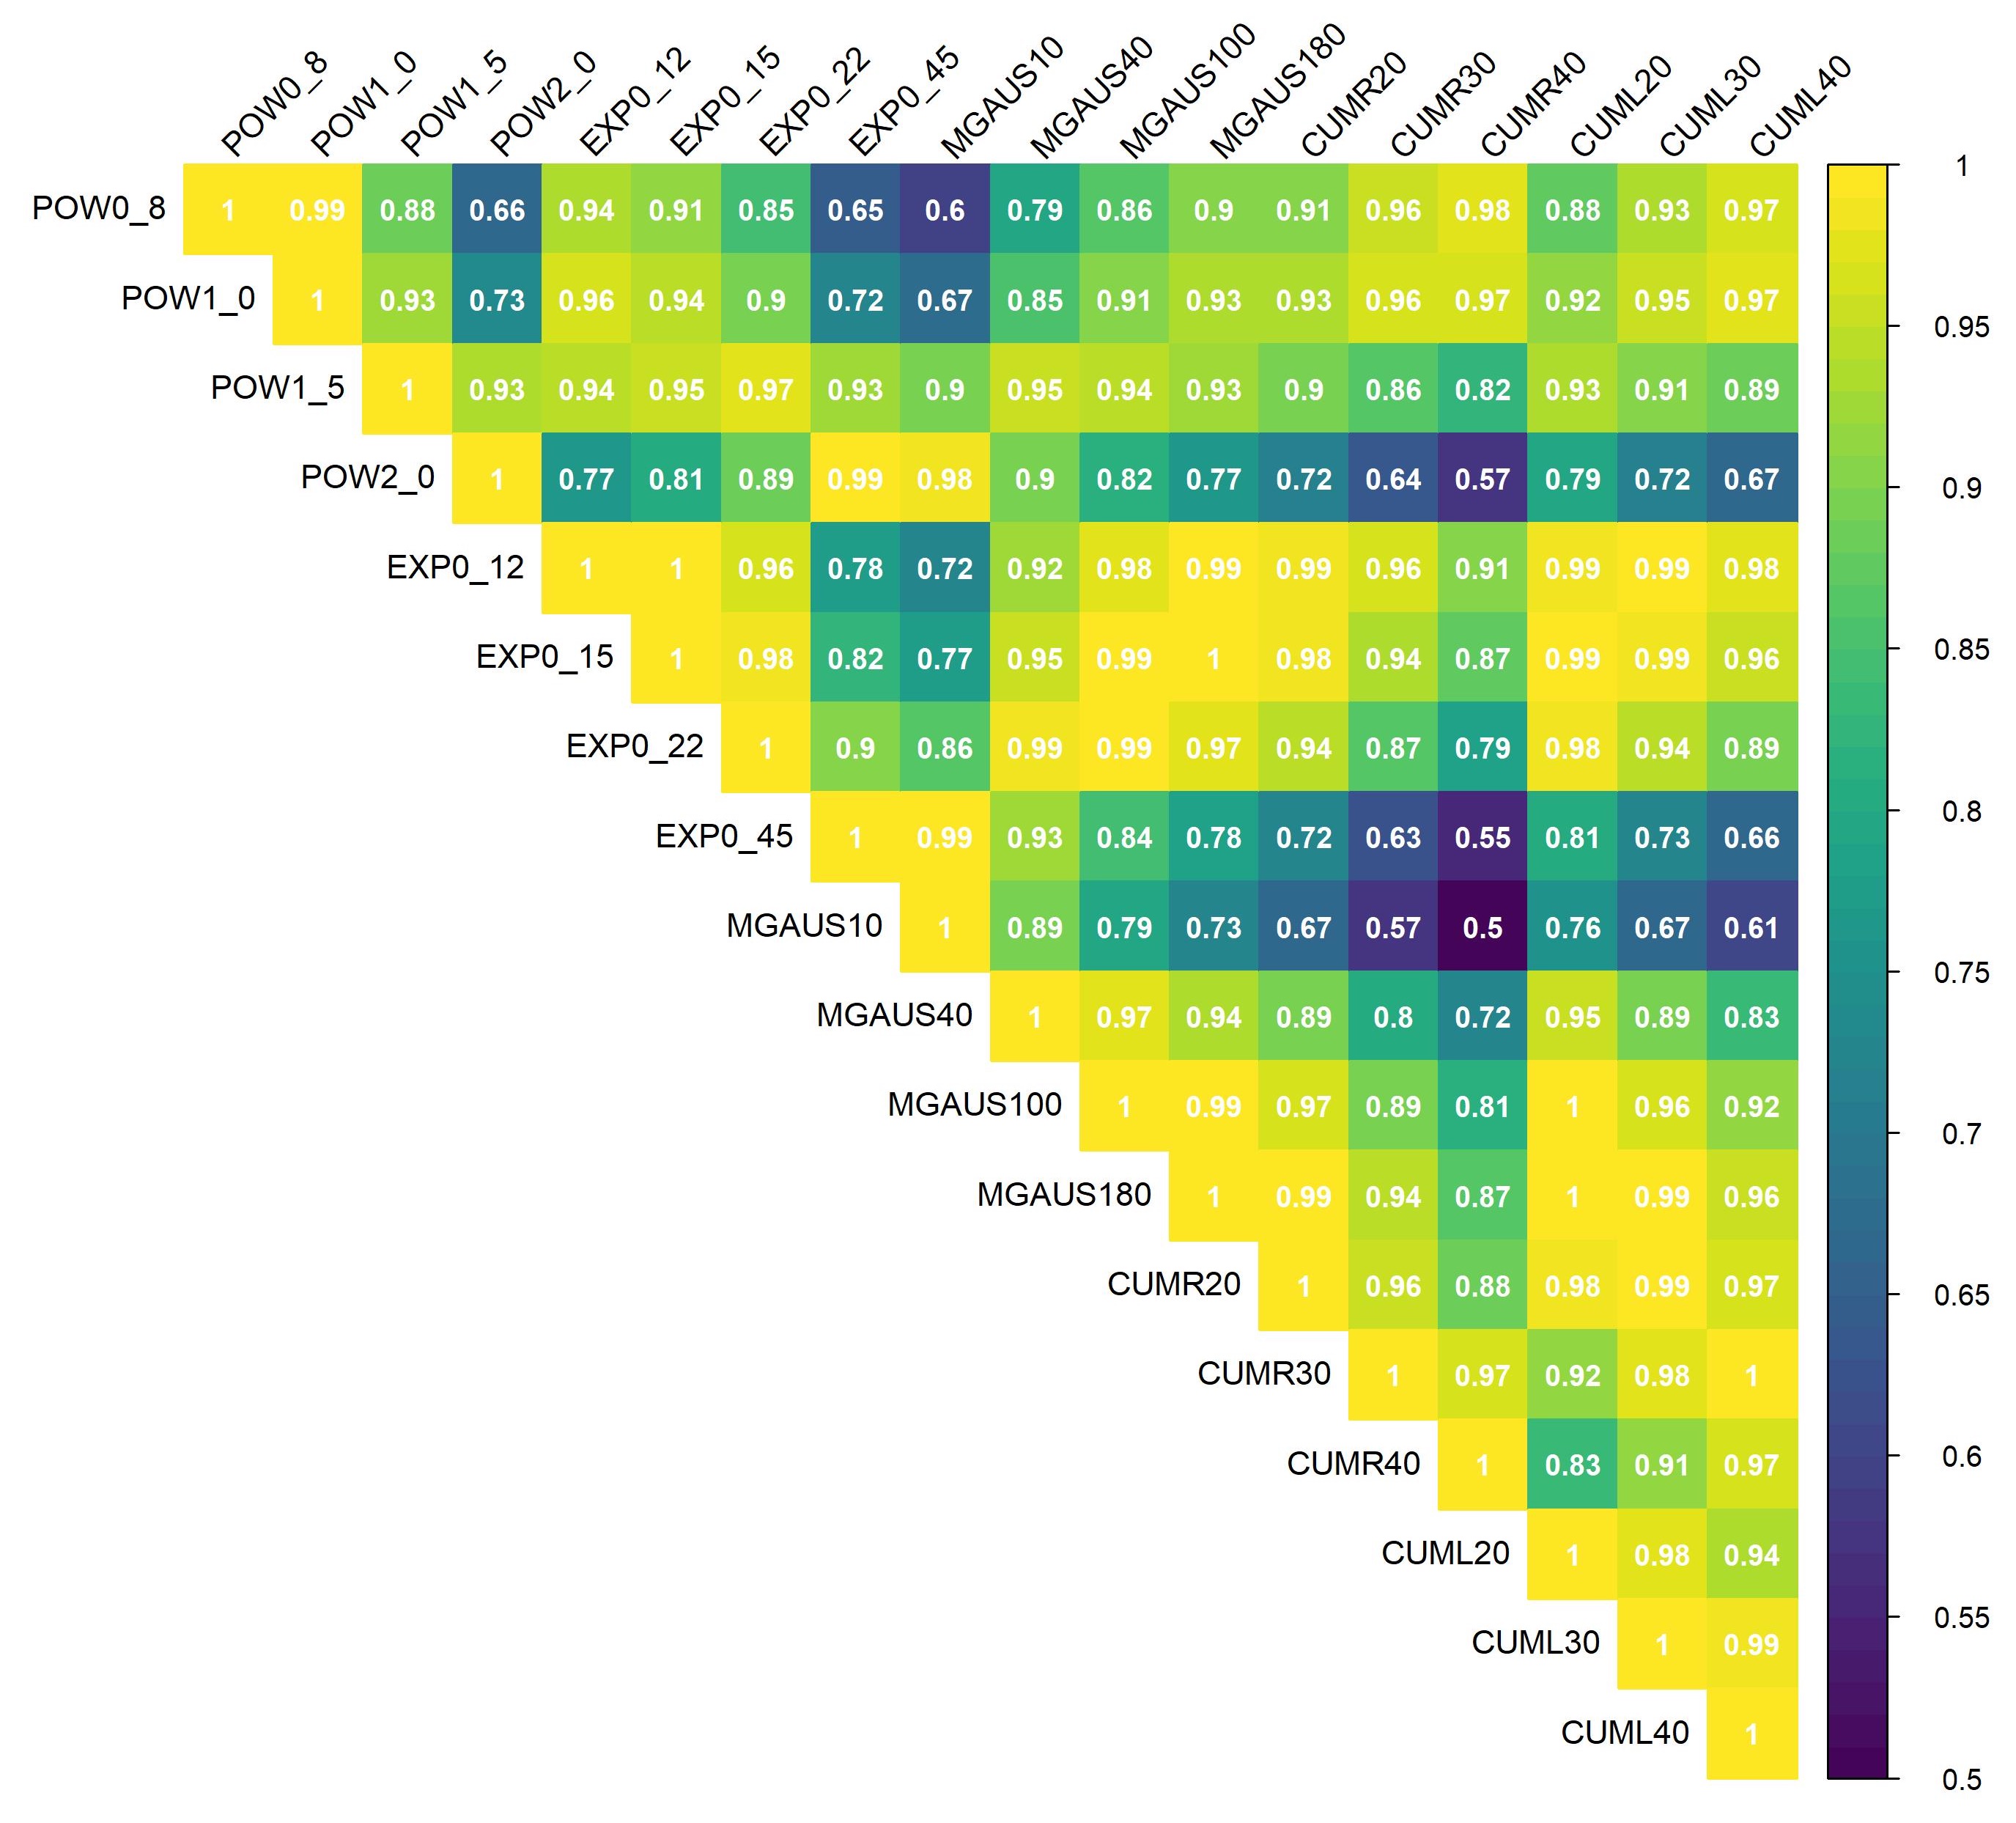 POW0_8 POW1_0 POW1_5 POW2_0 EXP0_12 EXP0_15 EXP0_22 EXP0_45 MGAUS10 MGAUS40 MGAUS100 MGAUS180 CUMR20 CUMR30 CUMR40 CUML20 CUML30 CUML40
POW0_8 1 0.99 0.88 0.66 0.94 0.91 0.85 0.65 0.6 0.79 0.86 0.9 0.91 0.96 0.98 0.88 0.93 0.97
POW1_0 1 0.93 0.73 0.96 0.94 0.9 0.72 0.67 0.85 0.91 0.93 0.93 0.96 0.97 0.92 0.95 0.97
POW1_5 1 0.93 0.94 0.95 0.97 0.93 0.9 0.95 0.94 0.93 0.9 0.86 0.82 0.93 0.91 0.89
POW2_0 1 0.77 0.81 0.89 0.99 0.98 0.9 0.82 0.77 0.72 0.64 0.57 0.79 0.72 0.67
EXP0_12 1 1 0.96 0.78 0.72 0.92 0.98 0.99 0.99 0.96 0.91 0.99 0.99 0.98
EXP0_15 1 0.98 0.82 0.77 0.95 0.99 1 0.98 0.94 0.87 0.99 0.99 0.96
EXP0_22 1 0.9 0.86 0.99 0.99 0.97 0.94 0.87 0.79 0.98 0.94 0.89
EXP0_45 1 0.99 0.93 0.84 0.78 0.72 0.63 0.55 0.81 0.73 0.66
MGAUS10 1 0.89 0.79 0.73 0.67 0.57 0.5 0.76 0.67 0.61
MGAUS40 1 0.97 0.94 0.89 0.8 0.72 0.95 0.89 0.83
MGAUS100 1 0.99 0.97 0.89 0.81 1 0.96 0.92
MGAUS180 1 0.99 0.94 0.87 1 0.99 0.96
CUMR20 1 0.96 0.88 0.98 0.99 0.97
CUMR30 1 0.97 0.92 0.98 1
CUMR40 1 0.83 0.91 0.97
CUML20 1 0.98 0.94
CUML30 1 0.99
CUML40 1
1
0.95
0.9
0.85
0.8
0.75
0.7
0.65
0.6
0.55
0.5